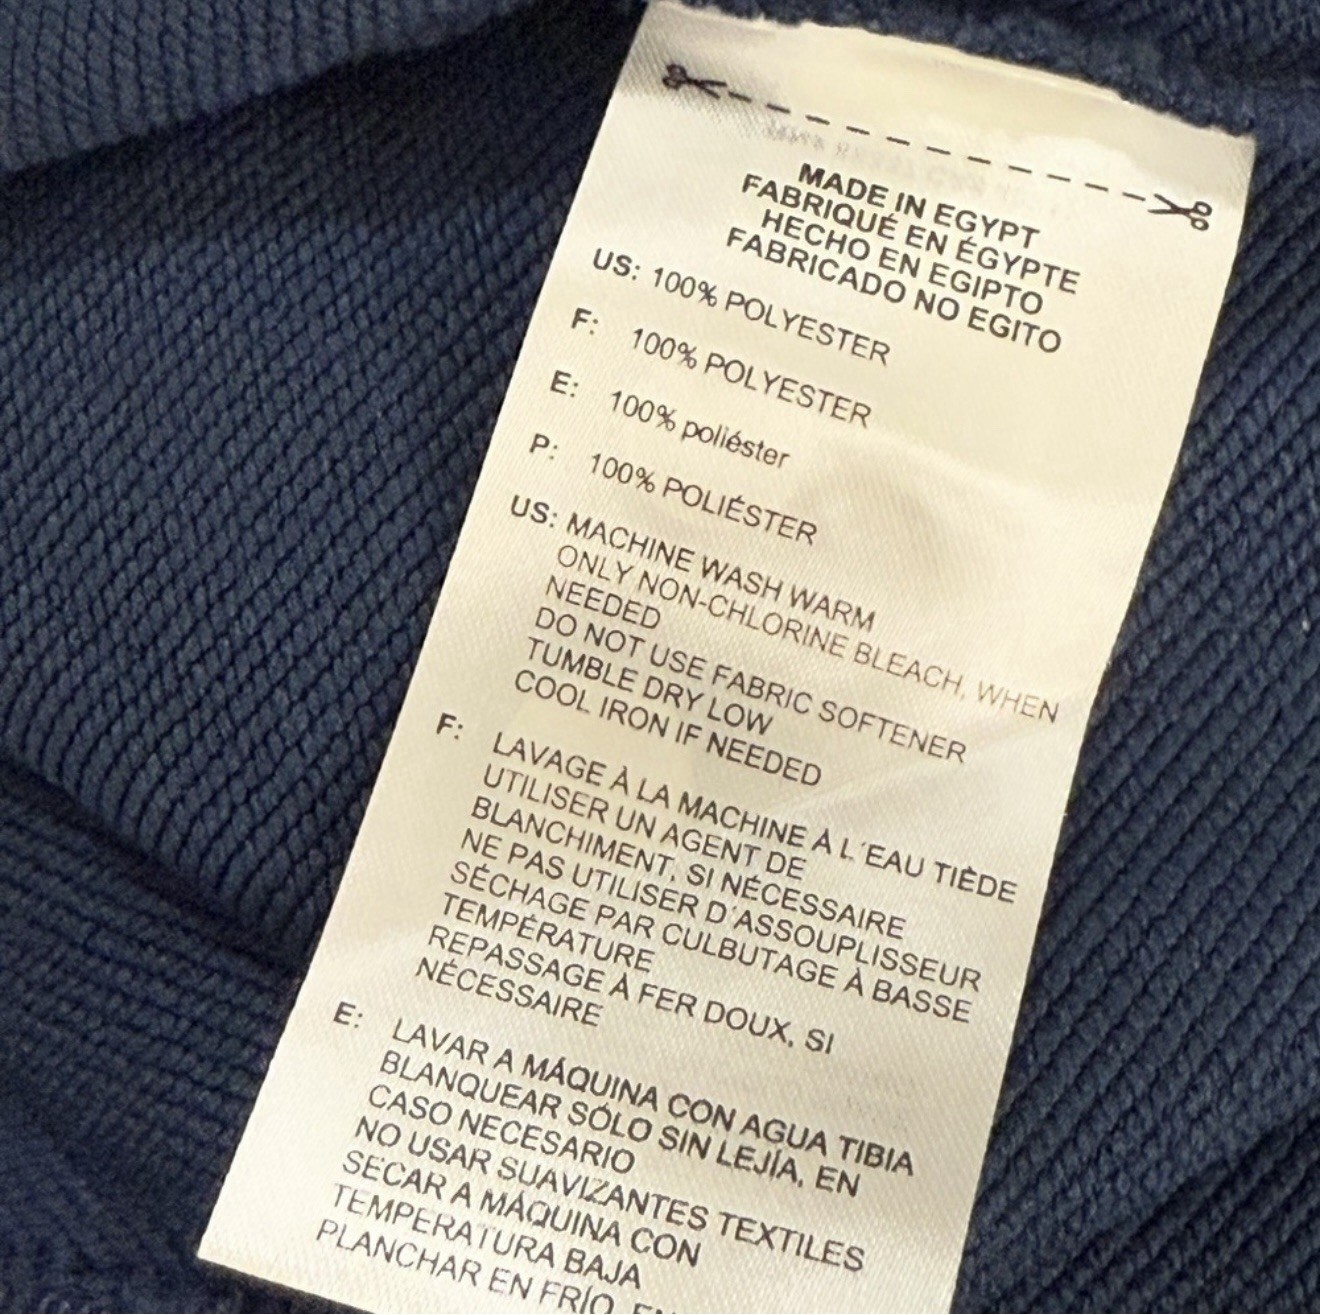 MADE IN EGYPT
FABRIQUÉ EN ÉGYPTE
HECHO EN EGIPTO
FABRICADO NO EGITO
US: 100% POLYESTER
F: 100% POLYESTER
E: 100% poliéster
P: 100% POLIÉSTER
US: MACHINE WASH WARM
ONLY NON-CHLORINE BLEACH, WHEN
NEEDED
DO NOT USE FABRIC SOFTENER
TUMBLE DRY LOW
COOL IRON IF NEEDED
F: LAVAGE À LA MACHINE À L´EAU TIÈDE
UTILISER UN AGENT DE
BLANCHIMENT, SI NÉCESSAIRE
NE PAS UTILISER D´ASSOUPLISSEUR
SÉCHAGE PAR CULBUTAGE À BASSE
TEMPÉRATURE
REPASSAGE À FER DOUX, SI
NÉCESSAIRE
E: LAVAR A MÁQUINA CON AGUA TIBIA
BLANQUEAR SÓLO SIN LEJÍA, EN
CASO NECESARIO
NO USAR SUAVIZANTES TEXTILES
SECAR A MÁQUINA CON
TEMPERATURA BAJA
PLANCHAR EN FRÍO,